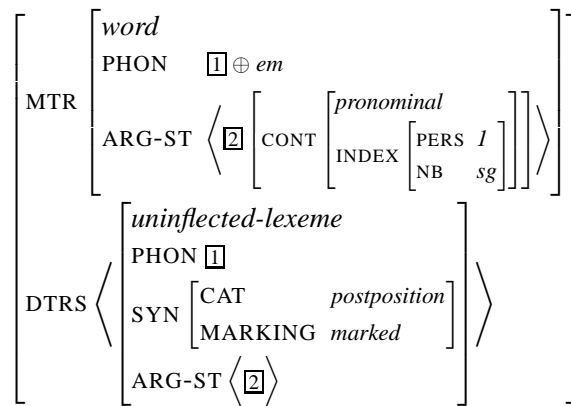 word
PHON 1 ⊕ em
MTR ARG-ST ⟨ 2 [ CONT [ pronominal
INDEX [ PERS 1
NB sg ] ] ] ⟩
uninflected-lexeme
PHON 1
DTRS ⟨ SYN [ CAT postposition
MARKING marked ]
ARG-ST ⟨ 2 ⟩ ⟩